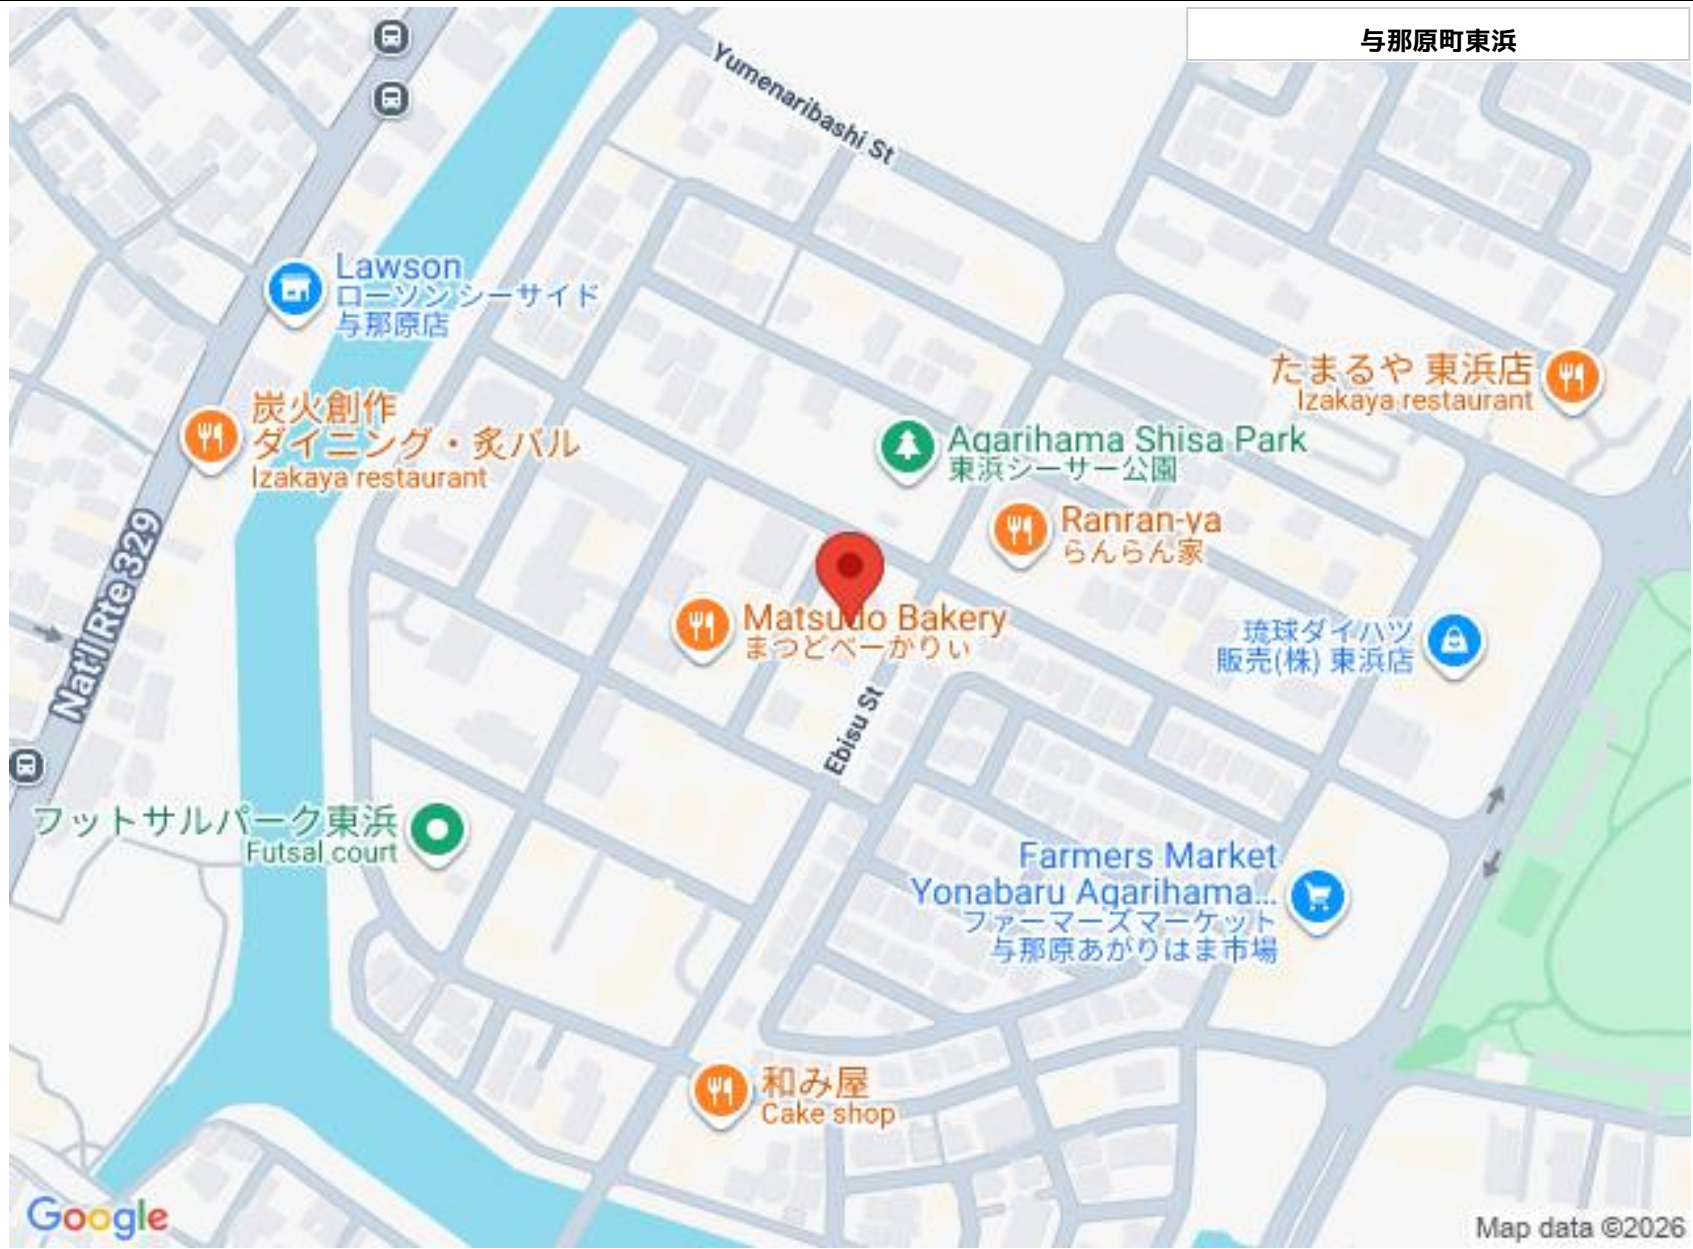 与那原町東浜
Yumenaribashi St
Lawson
ローソン シーサイド
与那原店
炭火創作
ダイニング・炙バル
Izakaya restaurant
たまるや 東浜店
Izakaya restaurant
Agarihama Shisa Park
東浜シーサー公園
Ranran-ya
らんらん家
Nat'l Rte 329
Matsudo Bakery
まつどべーかりぃ
琉球ダイハツ
販売(株) 東浜店
Ebisu St
フットサルパーク東浜
Futsal court
Farmers Market
Yonabaru Agarihama...
ファーマーズマーケット
与那原あがりはま市場
和み屋
Cake shop
Google
Map data ©2026